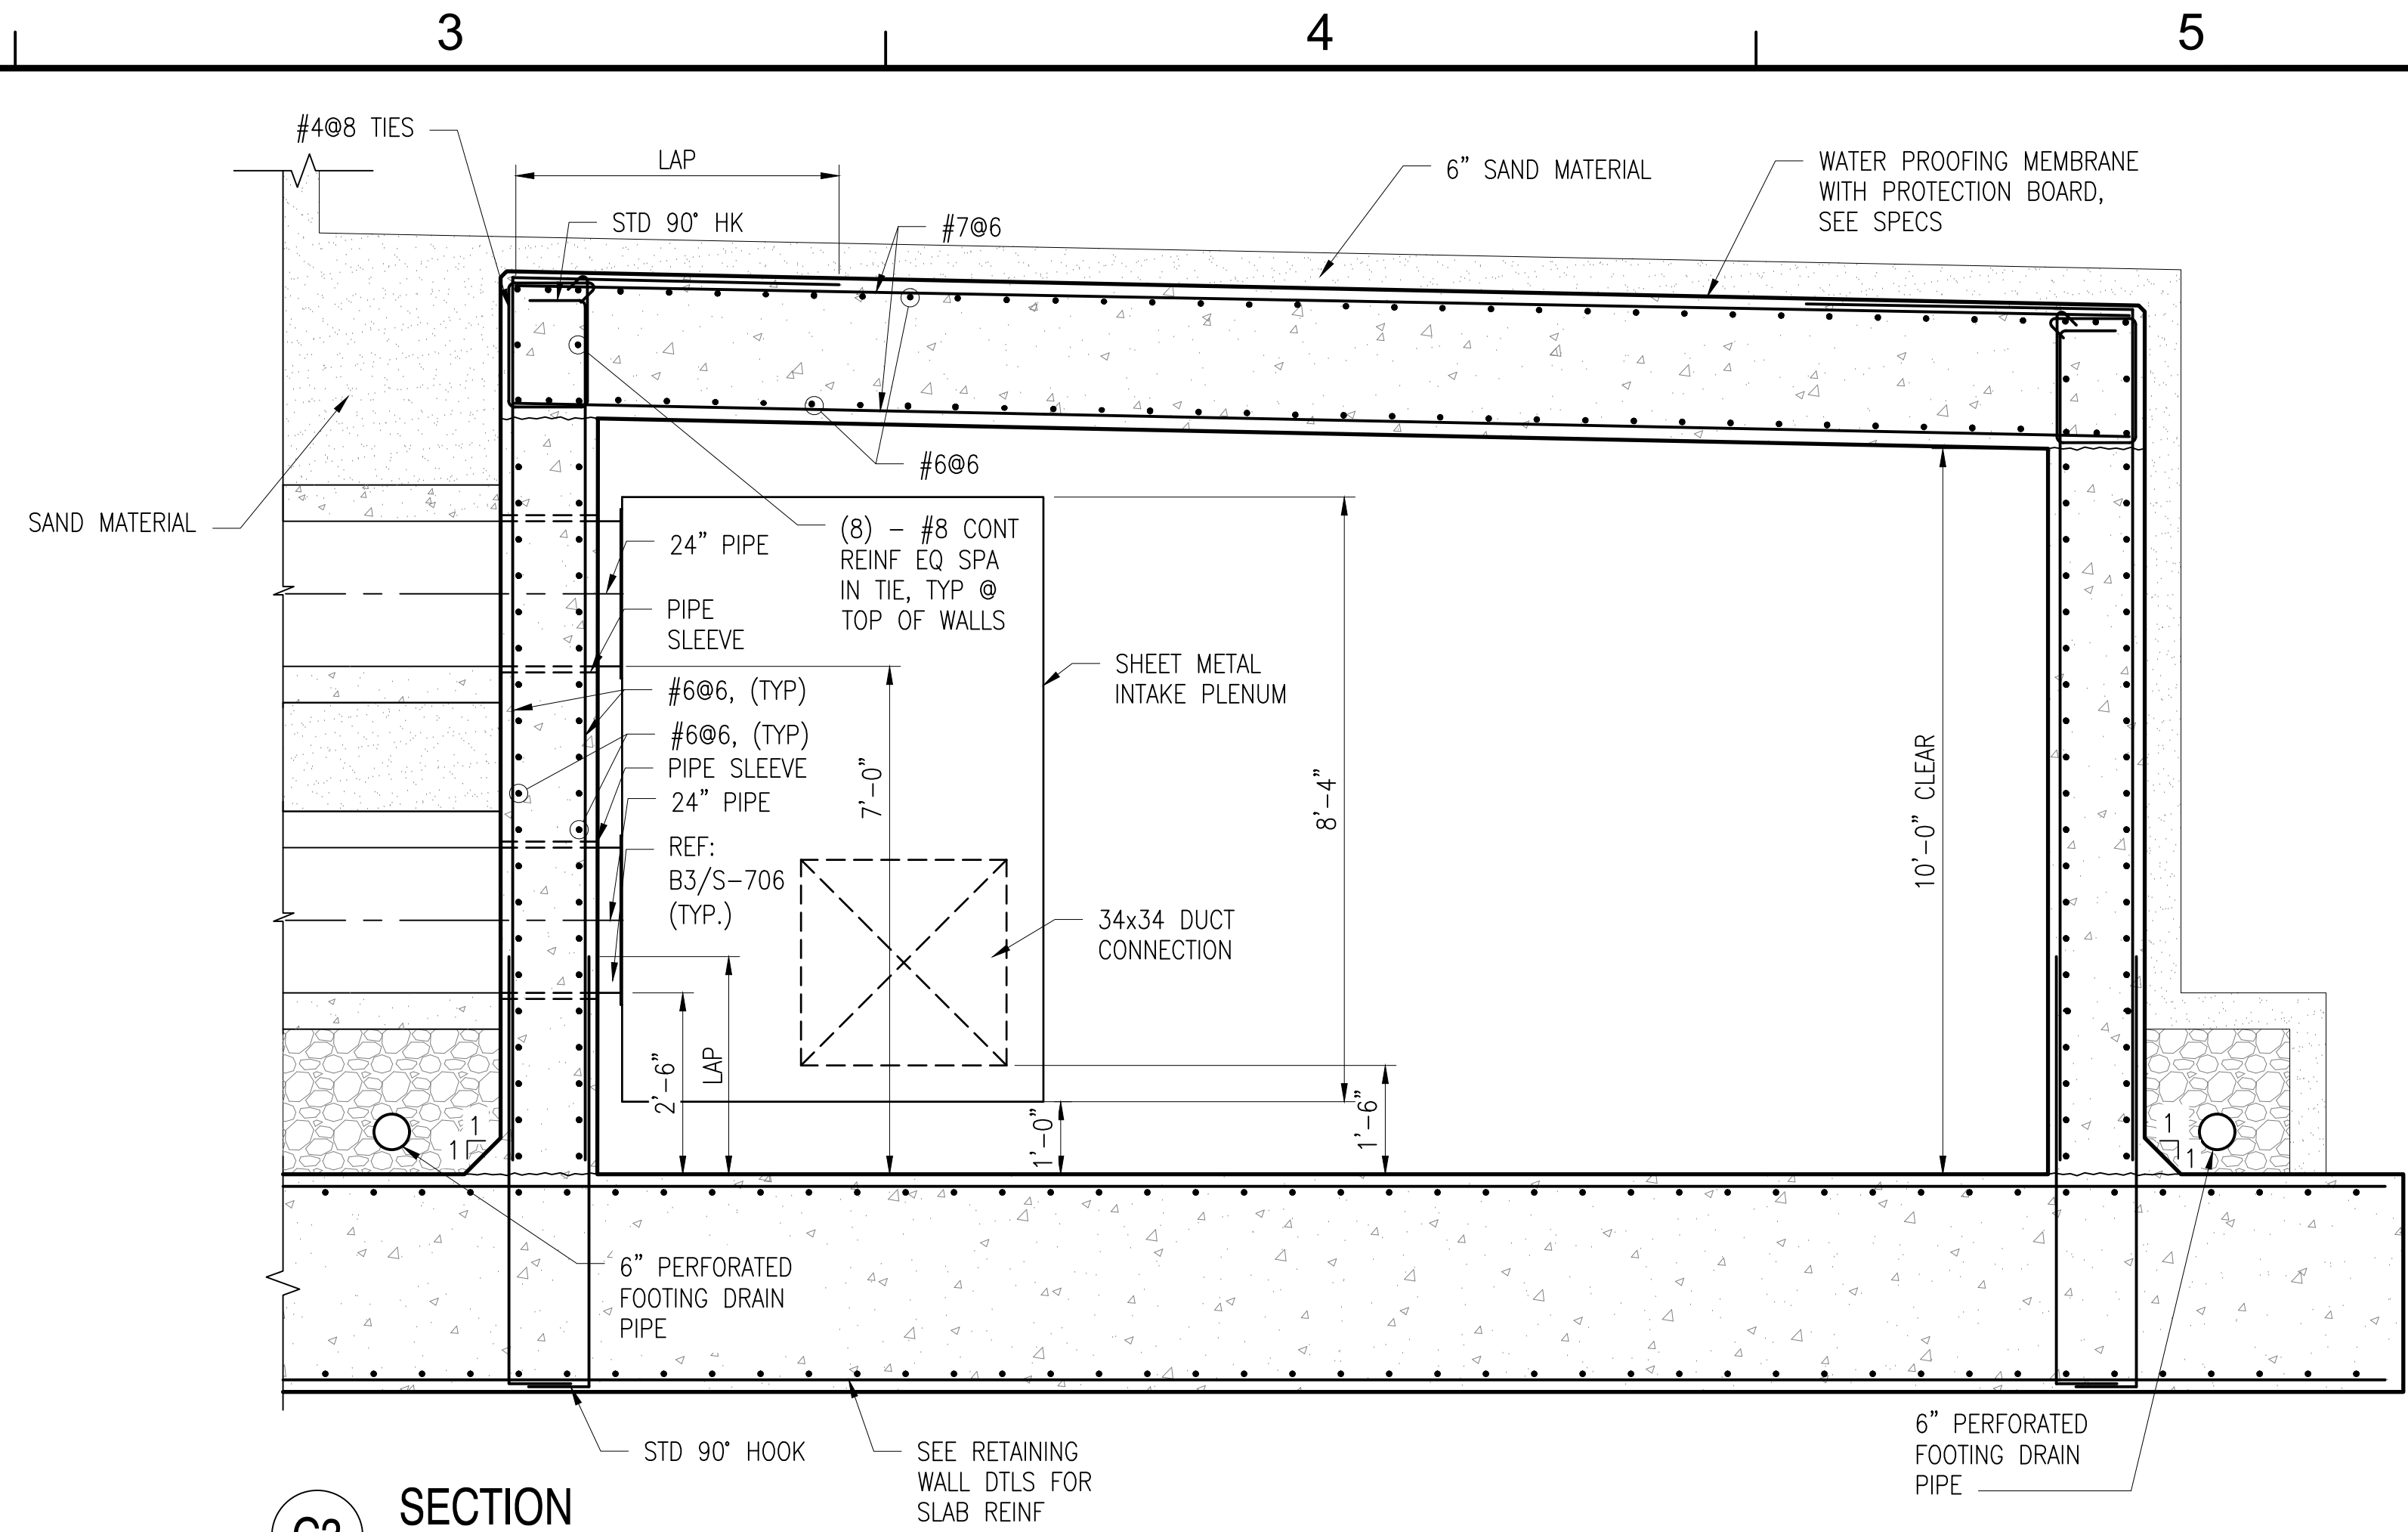 3
4
5
#4@8 TIES
LAP
STD 90° HK
#7@6
6" SAND MATERIAL
WATER PROOFING MEMBRANE
WITH PROTECTION BOARD,
SEE SPECS
#6@6
SAND MATERIAL
24" PIPE
PIPE
SLEEVE
#6@6, (TYP)
#6@6, (TYP)
PIPE SLEEVE
24" PIPE
REF:
B3/S-706
(TYP.)
(8) - #8 CONT
REINF EQ SPA
IN TIE, TYP @
TOP OF WALLS
SHEET METAL
INTAKE PLENUM
34x34 DUCT
CONNECTION
7'-0"
8'-4"
10'-0" CLEAR
2'-6"
LAP
1'-0"
1'-6"
1
1
1
1
6" PERFORATED
FOOTING DRAIN
PIPE
STD 90° HOOK
SEE RETAINING
WALL DTLS FOR
SLAB REINF
6" PERFORATED
FOOTING DRAIN
PIPE
SECTION